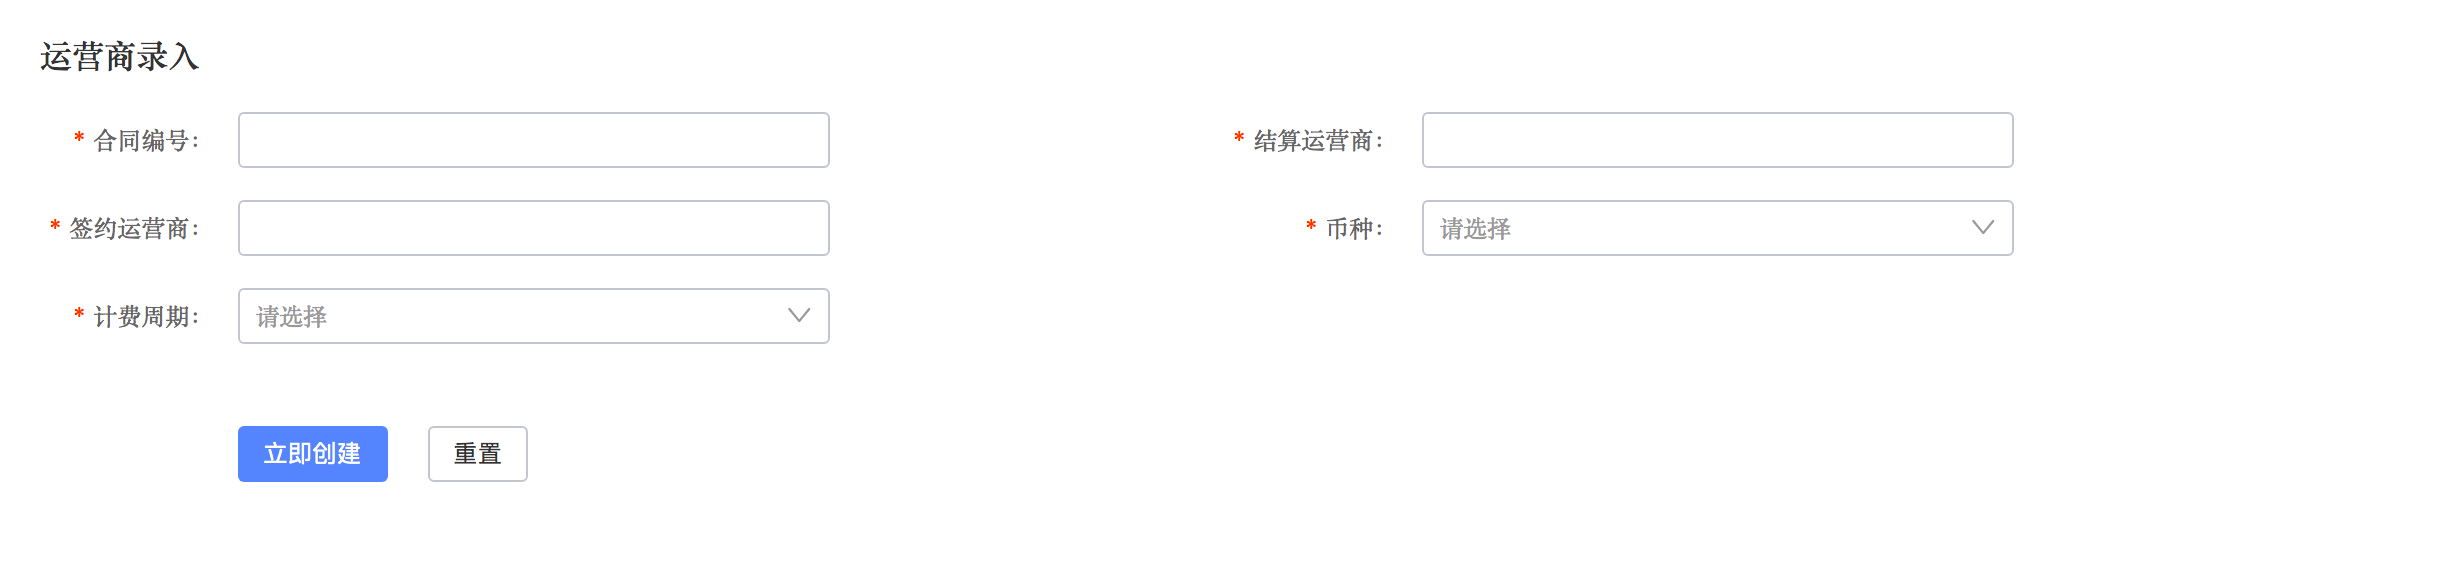 运营商录入
* 合同编号：
* 结算运营商：
* 签约运营商：
* 币种： 请选择
* 计费周期： 请选择
立即创建 重置